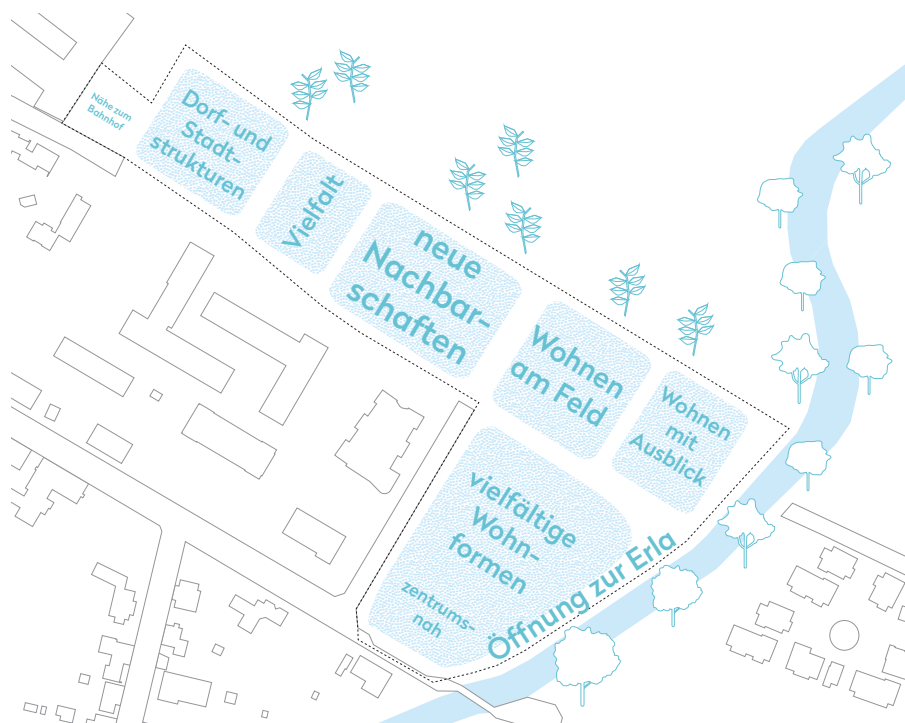 Nähe zum
Bahnhof
Dorf- und
Stadt-
strukturen
Vielfalt
neue
Nachbar-
schaften
Wohnen
am Feld
Wohnen
mit
Ausblick
vielfältige
Wohn-
formen
zentrums-
nah
Öffnung zur Erla